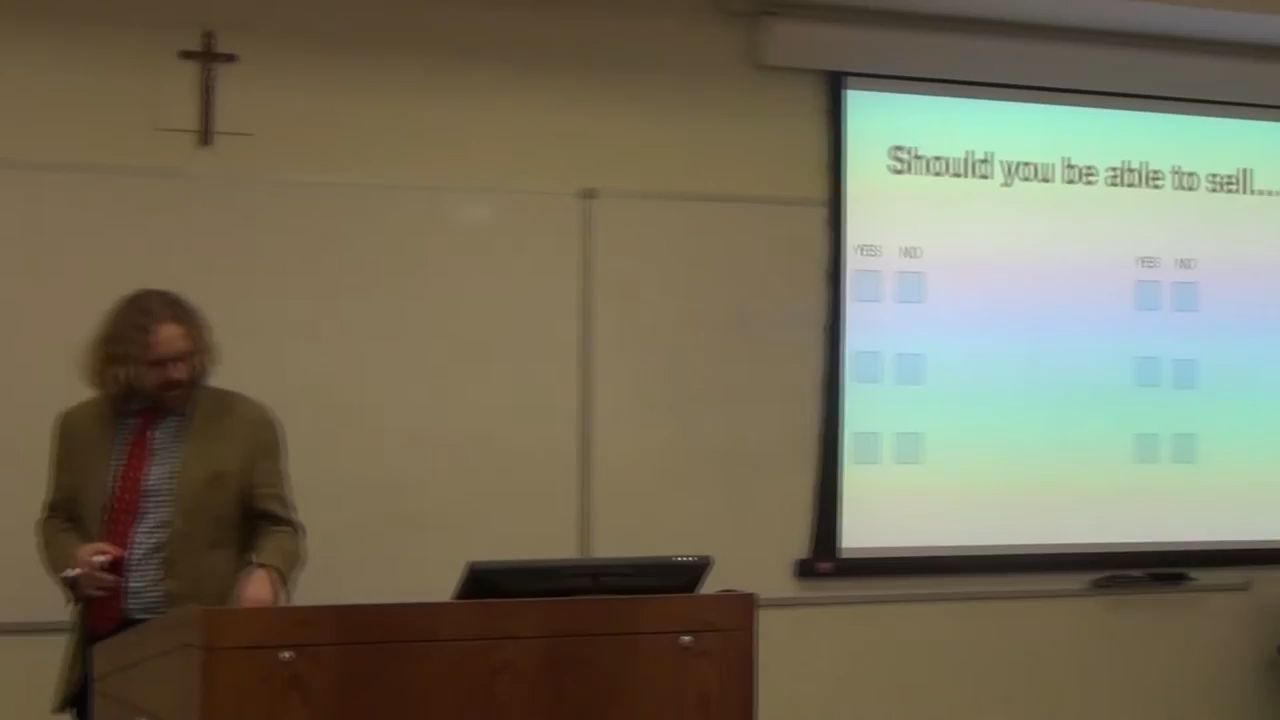 Should you be able to sell....
YES NO YES NO